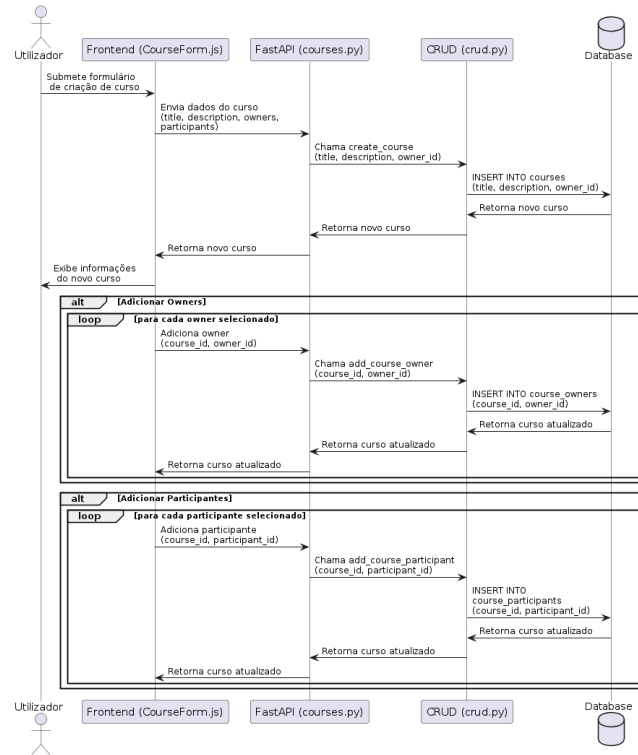 Utilizador
Frontend (CourseForm.js)
FastAPI (courses.py)
CRUD (crud.py)
Database
Submete formulário
de criação de curso
Envia dados do curso
(title, description, owners,
participants)
Chama create_course
(title, description, owner_id)
INSERT INTO courses
(title, description, owner_id)
Retorna novo curso
Retorna novo curso
Retorna novo curso
Exibe informações
do novo curso
alt [Adicionar Owners]
loop [para cada owner selecionado]
Adiciona owner
(course_id, owner_id)
Chama add_course_owner
(course_id, owner_id)
INSERT INTO course_owners
(course_id, owner_id)
Retorna curso atualizado
Retorna curso atualizado
Retorna curso atualizado
alt [Adicionar Participantes]
loop [para cada participante selecionado]
Adiciona participante
(course_id, participant_id)
Chama add_course_participant
(course_id, participant_id)
INSERT INTO
course_participants
(course_id, participant_id)
Retorna curso atualizado
Retorna curso atualizado
Retorna curso atualizado
Utilizador
Frontend (CourseForm.js)
FastAPI (courses.py)
CRUD (crud.py)
Database